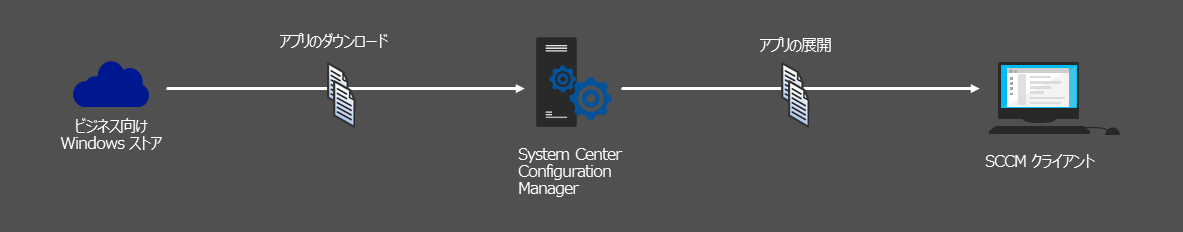 アプリのダウンロード
アプリの展開
ビジネス向け
Windows ストア
System Center
Configuration
Manager
SCCM クライアント